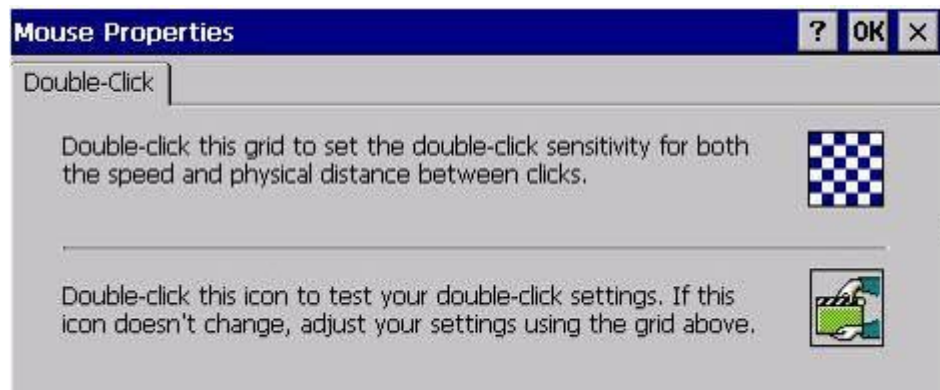 Mouse Properties ? OK ×
Double-Click
Double-click this grid to set the double-click sensitivity for both
the speed and physical distance between clicks.
Double-click this icon to test your double-click settings. If this
icon doesn't change, adjust your settings using the grid above.